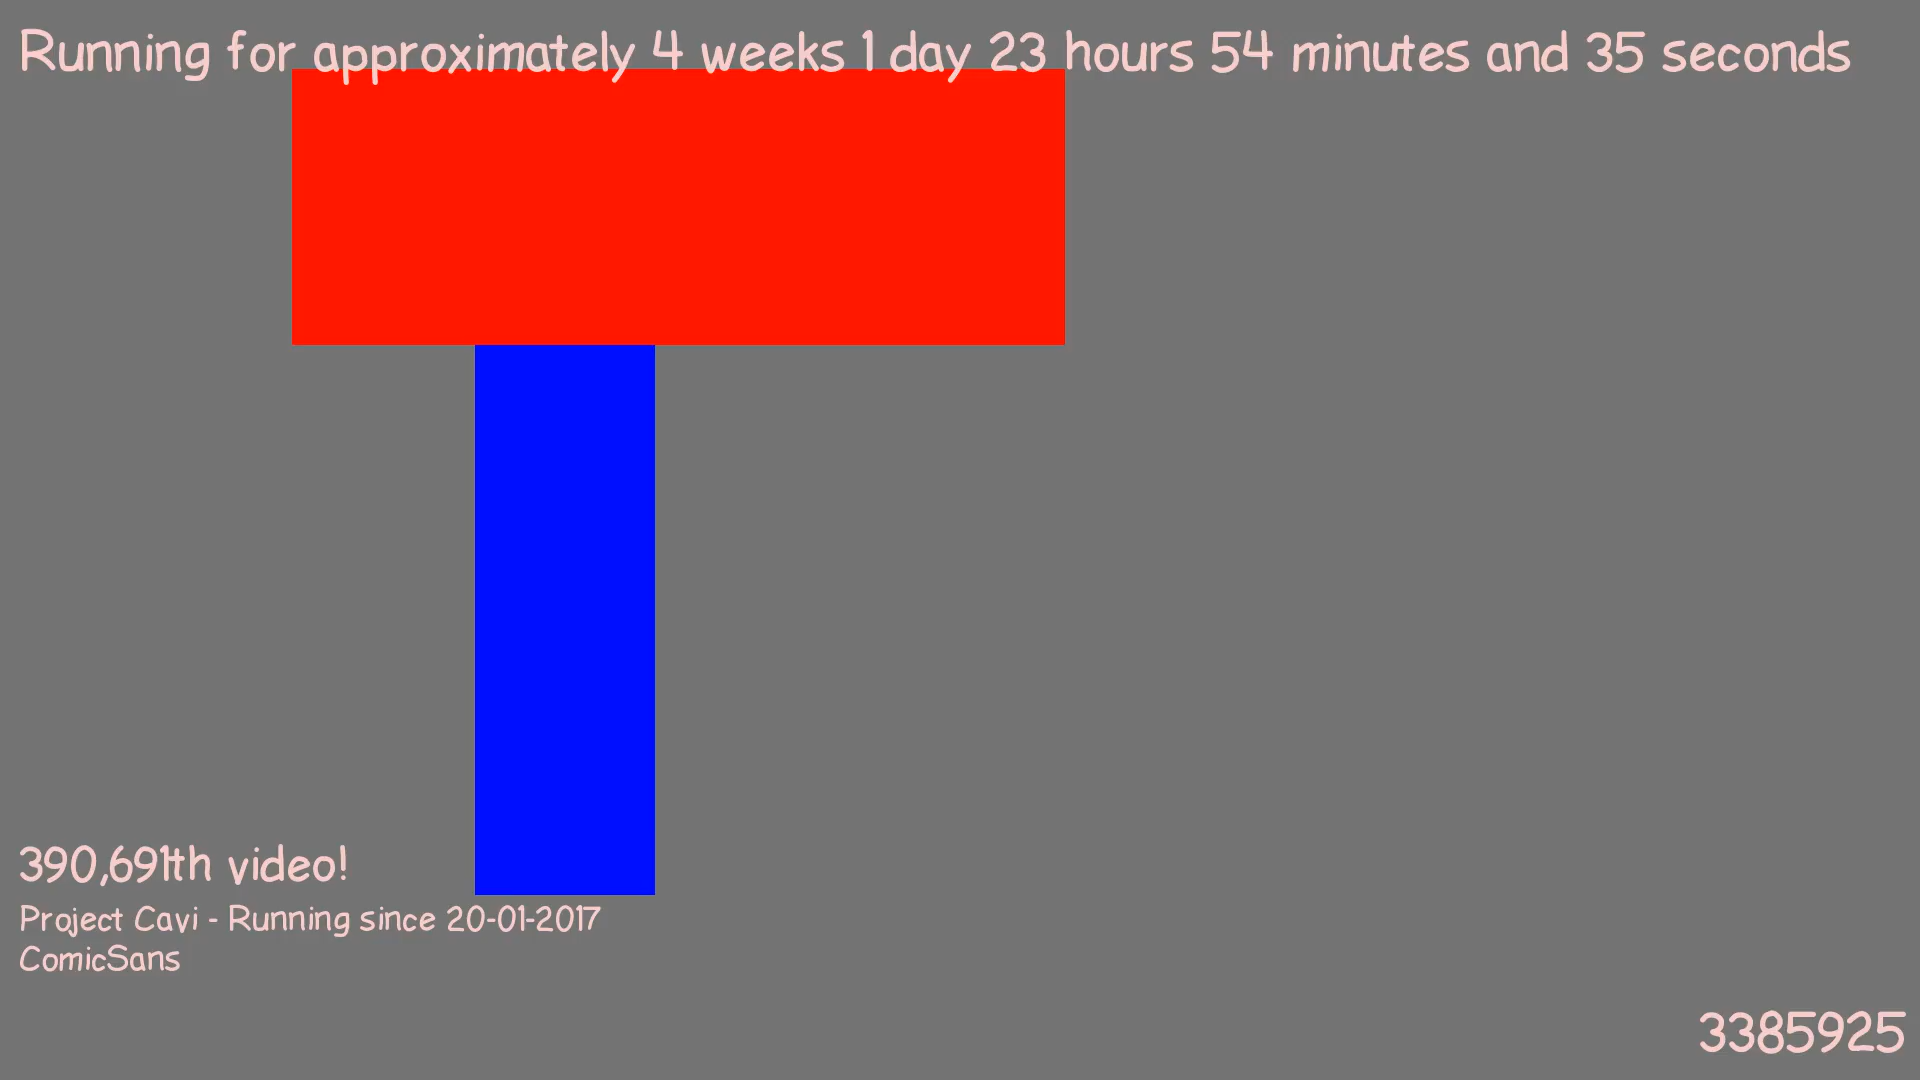 Running for approximately 4 weeks 1 day 23 hours 54 minutes and 35 seconds
390,691th video!
Project Cavi - Running since 20-01-2017
ComicSans
3385925